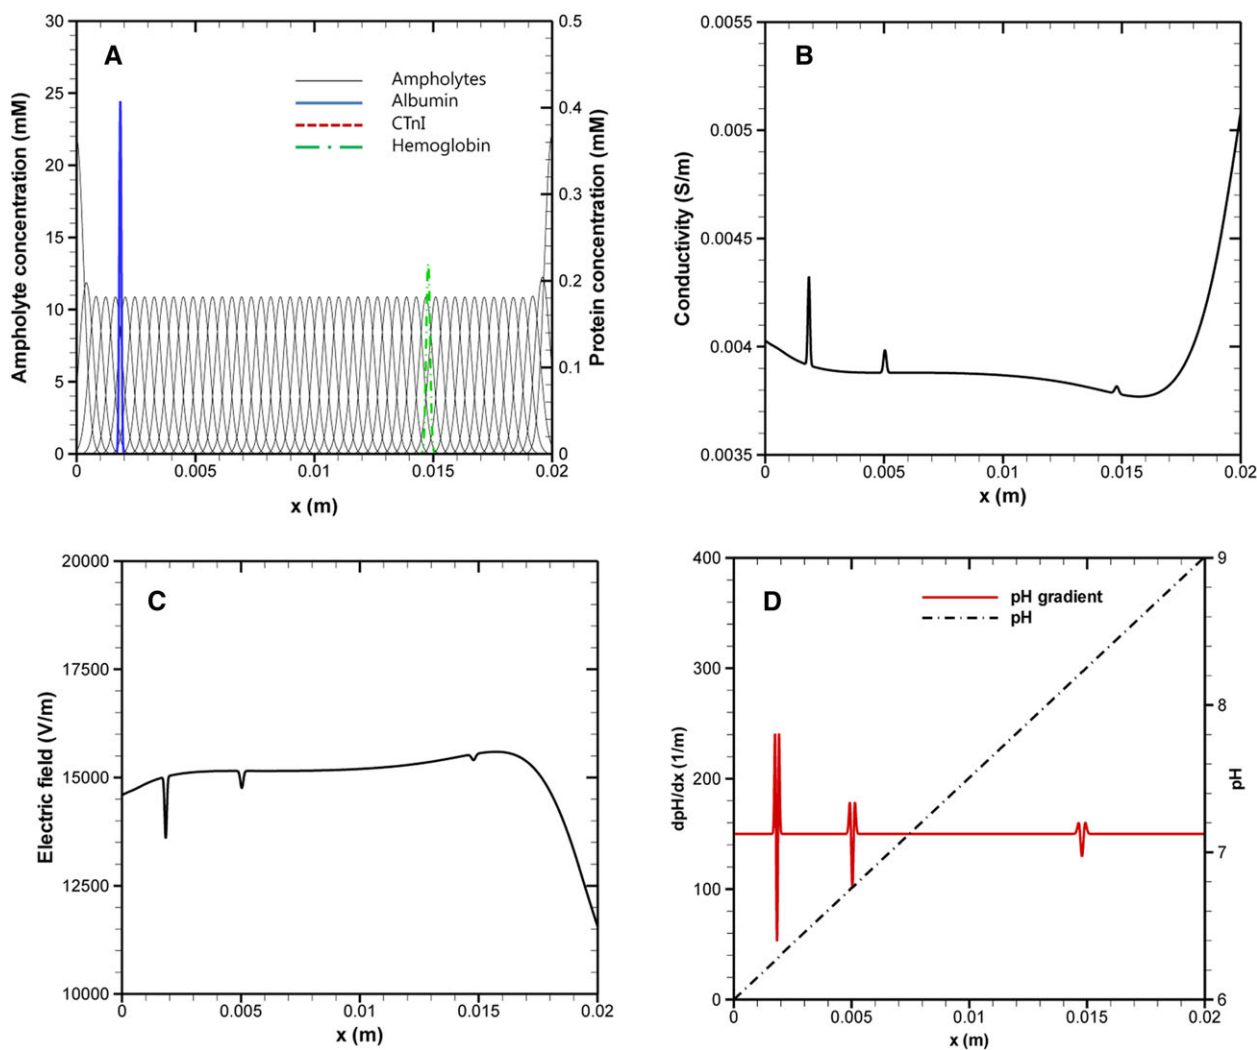 A
Ampholytes
Albumin
CTnI
Hemoglobin
30
25
20
15
10
5
0
0.5
0.4
0.3
0.2
0.1
0
0
0.005
0.01
0.015
0.02
Ampholyte concentration (mM)
Protein concentration (mM)
x (m)
B
0.0055
0.005
0.0045
0.004
0.0035
0
0.005
0.01
0.015
0.02
Conductivity (S/m)
x (m)
C
20000
17500
15000
12500
10000
0
0.005
0.01
0.015
0.02
Electric field (V/m)
x (m)
D
pH gradient
pH
400
300
200
100
0
9
8
7
6
0
0.005
0.01
0.015
0.02
dpH/dx (1/m)
pH
x (m)